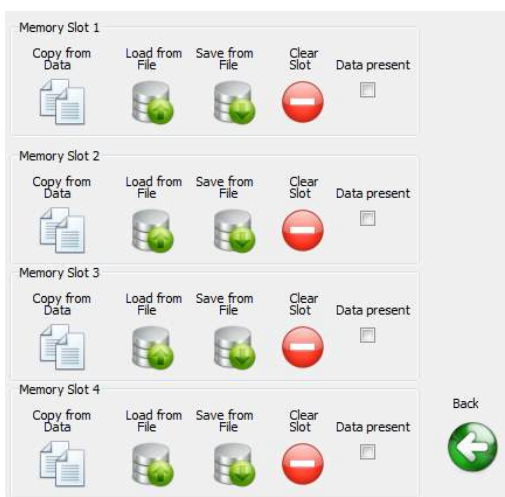 Memory Slot 1
Copy from Load from Save from Clear
Data File File Slot Data present
Memory Slot 2
Copy from Load from Save from Clear
Data File File Slot Data present
Memory Slot 3
Copy from Load from Save from Clear
Data File File Slot Data present
Memory Slot 4
Copy from Load from Save from Clear
Data File File Slot Data present
Back